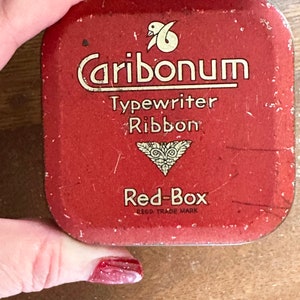 Caribonum
Typewriter
Ribbon
Red-Box
REGD TRADE MARK